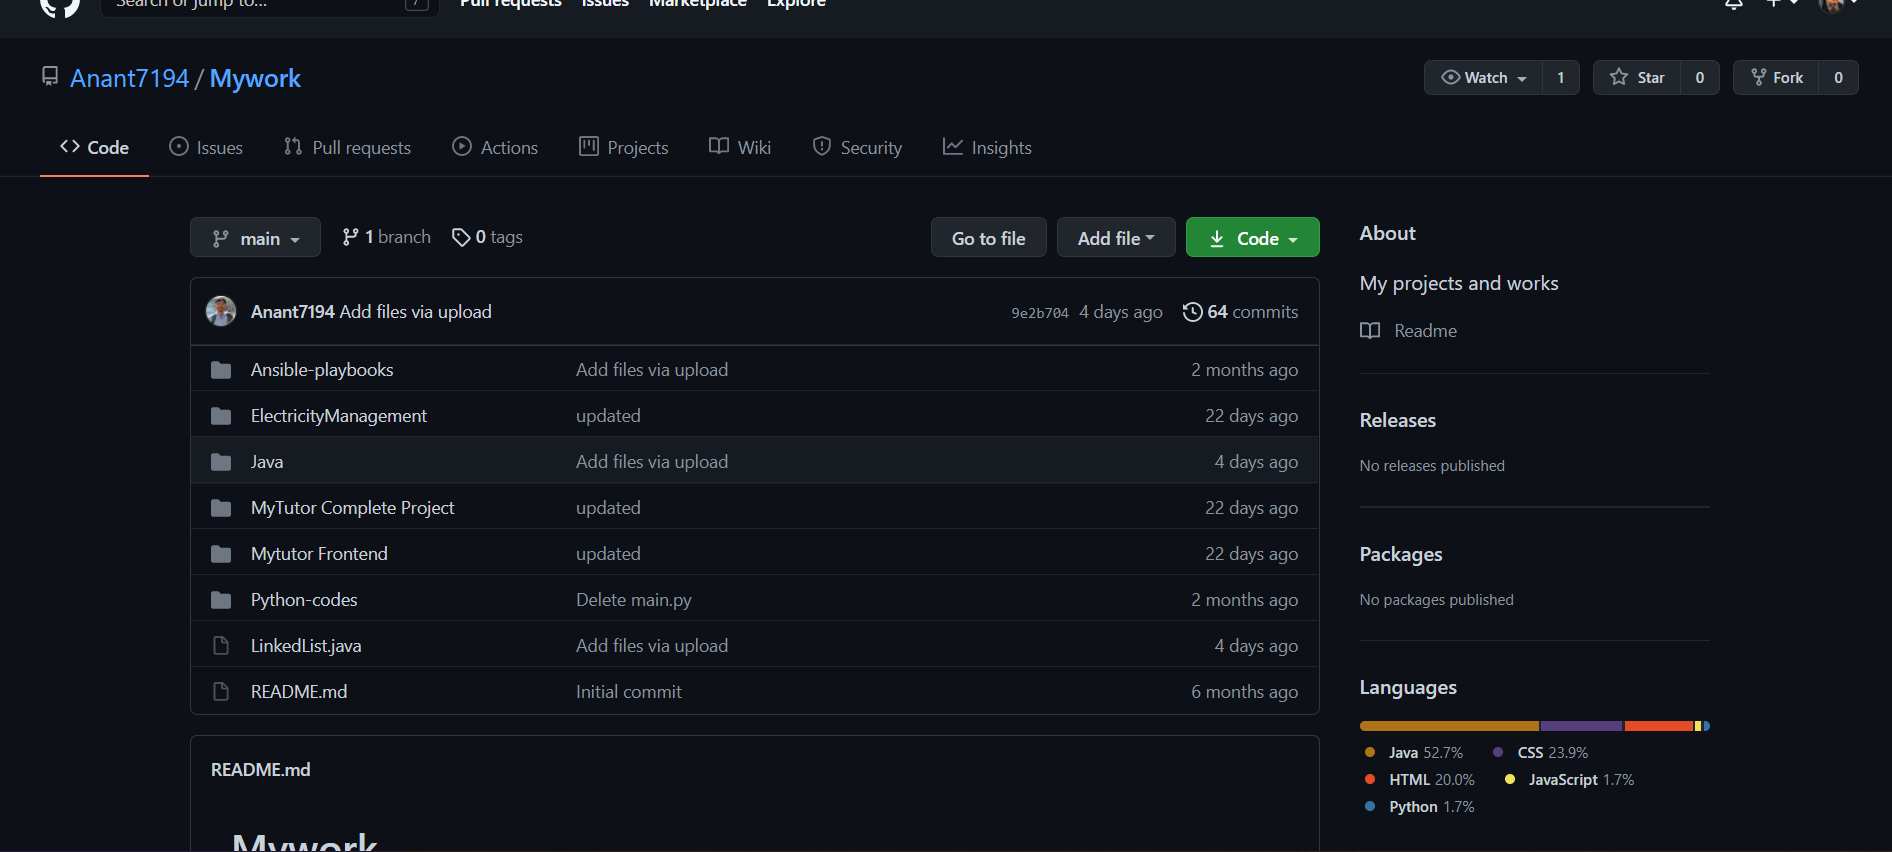 Search or jump to... /
Pull requests Issues Marketplace Explore
Anant7194 / Mywork
Watch 1 Star 0 Fork 0
Code Issues Pull requests Actions Projects Wiki Security Insights
main 1 branch 0 tags Go to file Add file Code
Anant7194 Add files via upload 9e2b704 4 days ago 64 commits
Ansible-playbooks Add files via upload 2 months ago
ElectricityManagement updated 22 days ago
Java Add files via upload 4 days ago
MyTutor Complete Project updated 22 days ago
Mytutor Frontend updated 22 days ago
Python-codes Delete main.py 2 months ago
LinkedList.java Add files via upload 4 days ago
README.md Initial commit 6 months ago
README.md
Mywork
About
My projects and works
Readme
Releases
No releases published
Packages
No packages published
Languages
Java 52.7% CSS 23.9%
HTML 20.0% JavaScript 1.7%
Python 1.7%